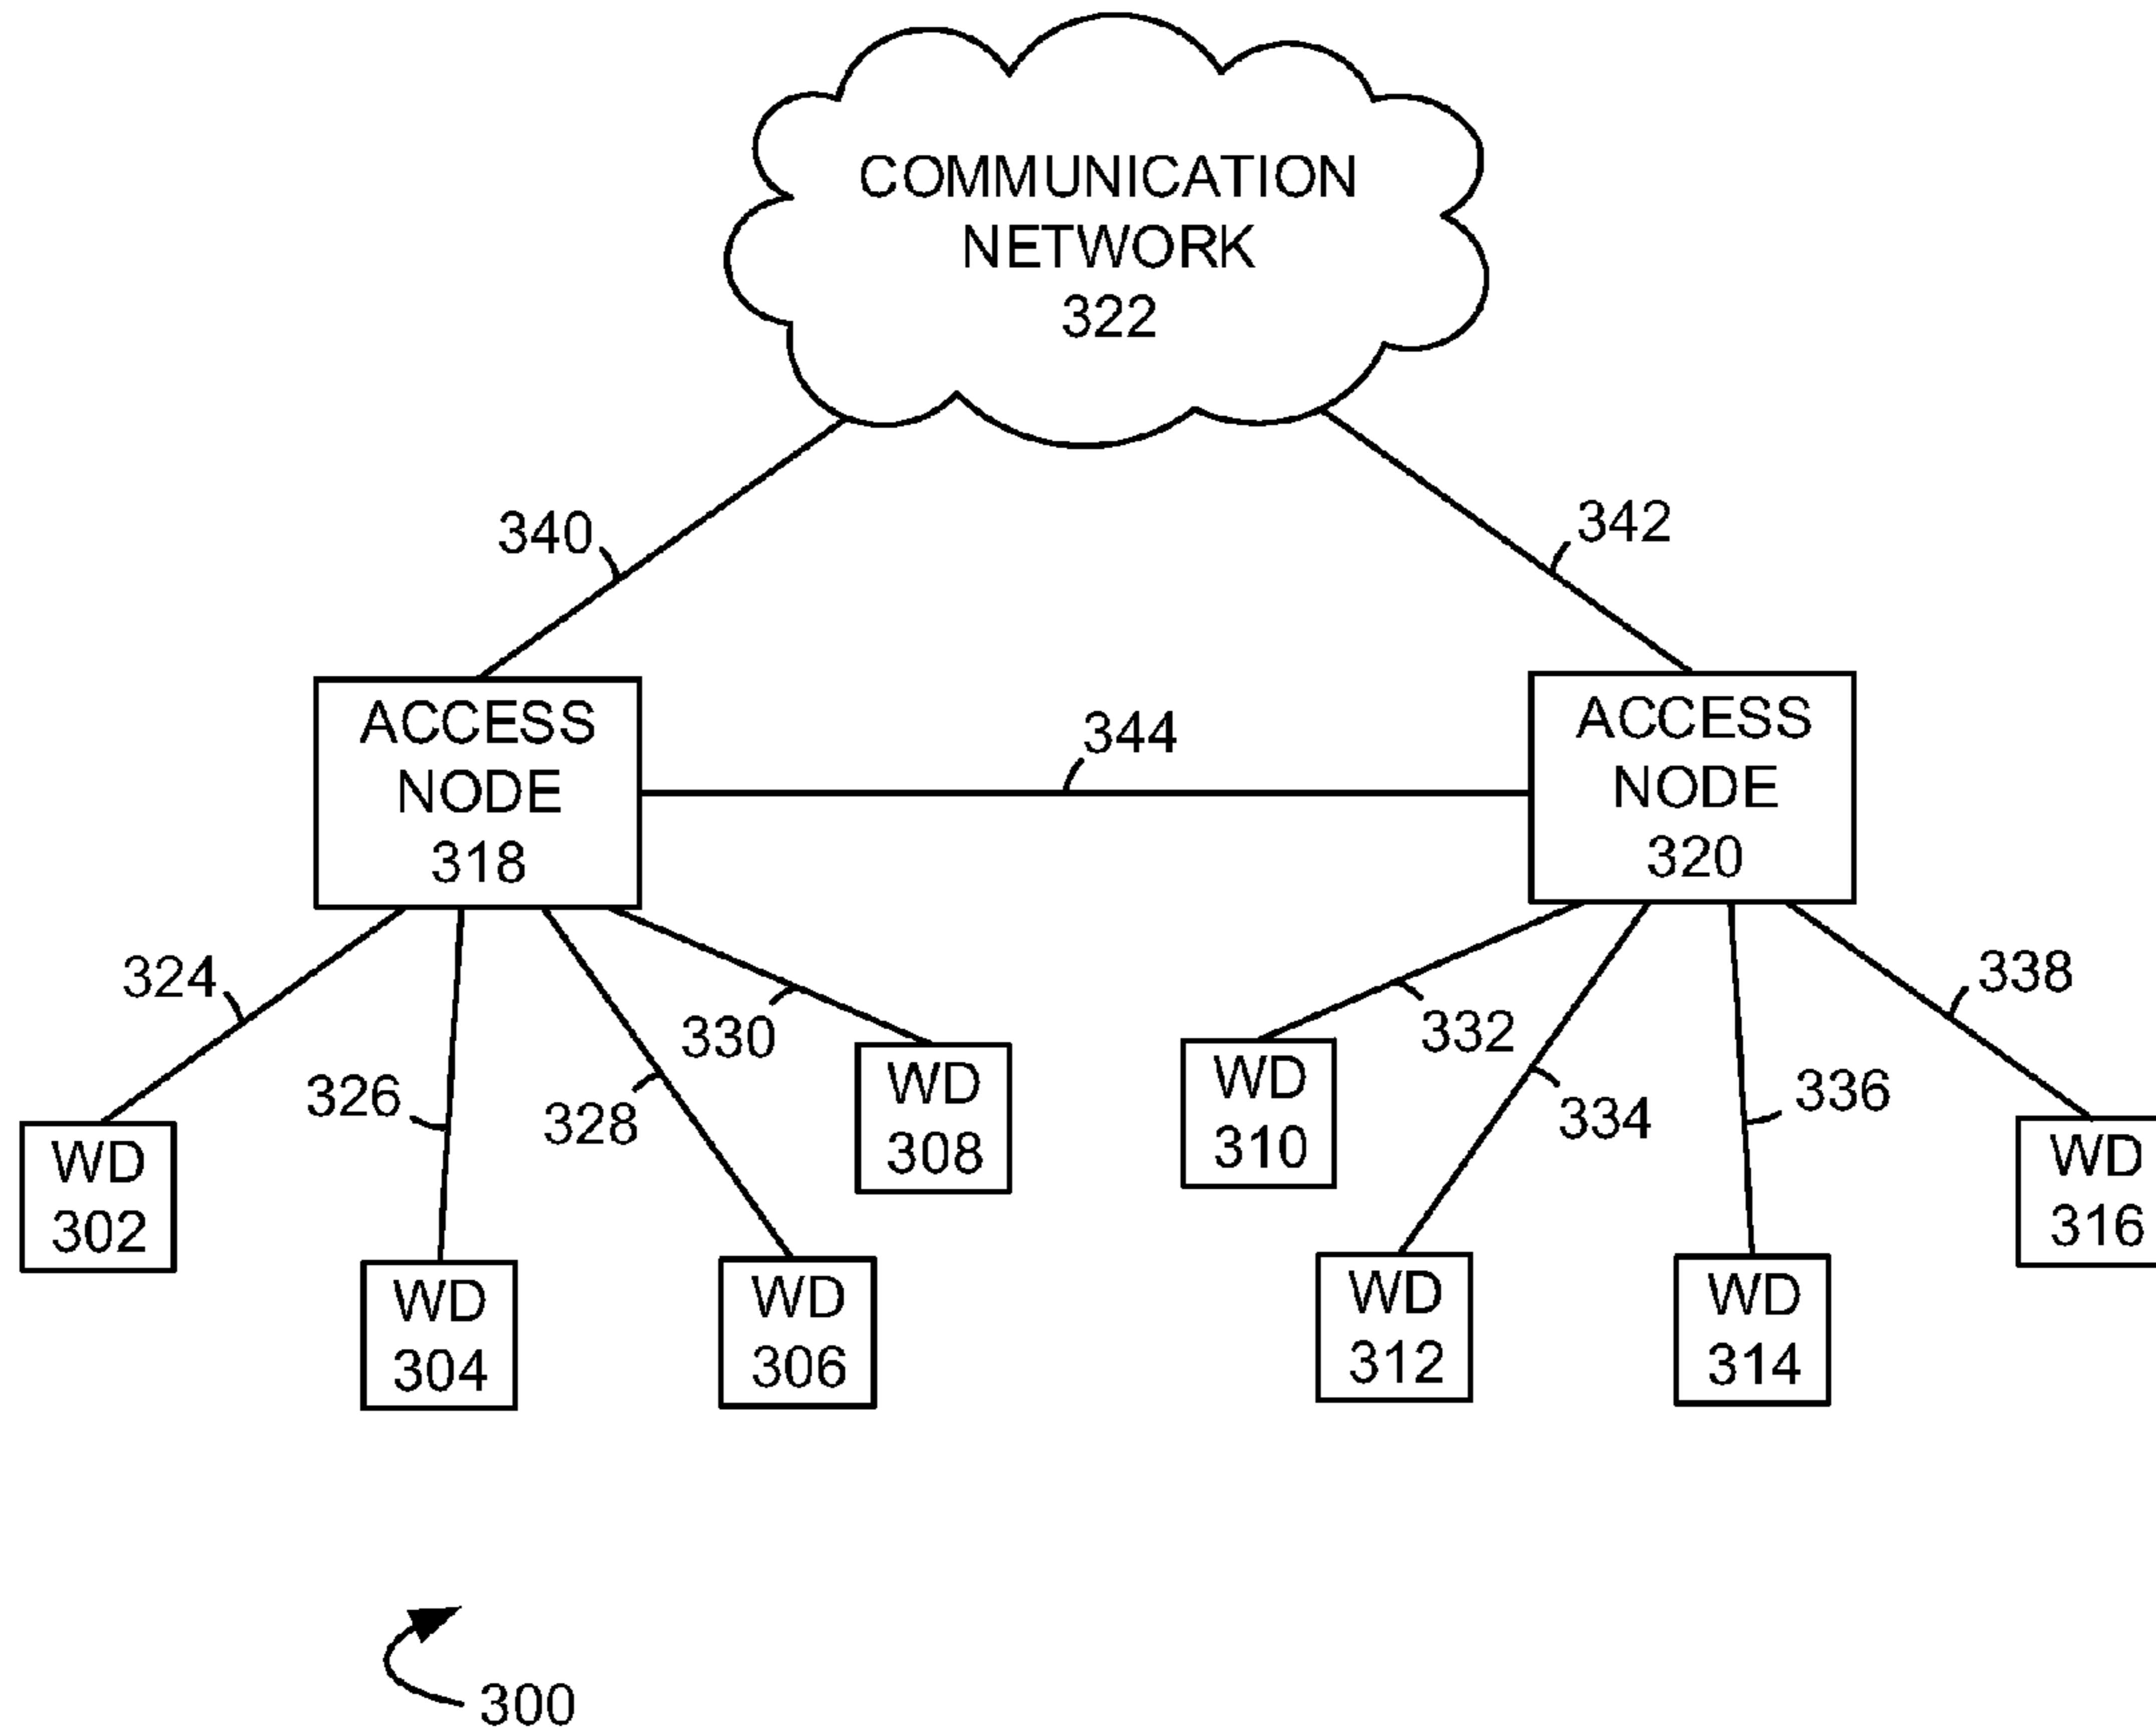 COMMUNICATION
NETWORK
322
340
342
ACCESS
NODE
318
344
ACCESS
NODE
320
324
326
328
330
332
334
336
338
WD
302
WD
304
WD
306
WD
308
WD
310
WD
312
WD
314
WD
316
300